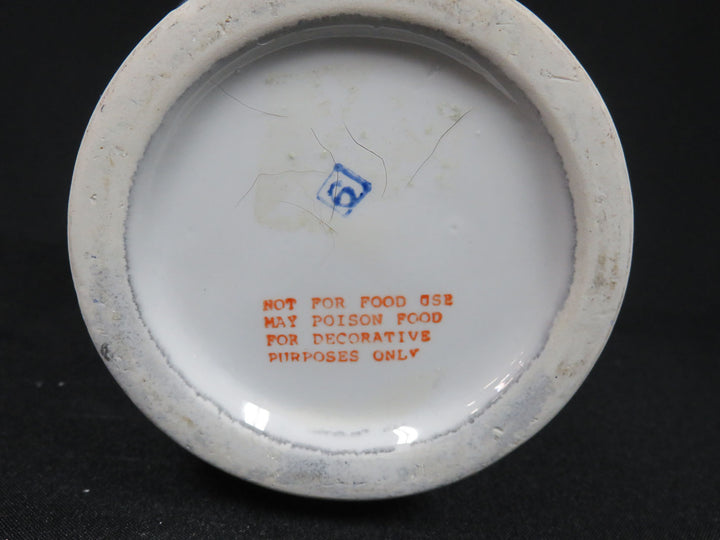 NOT FOR FOOD USE
MAY POISON FOOD
FOR DECORATIVE
PURPOSES ONLY